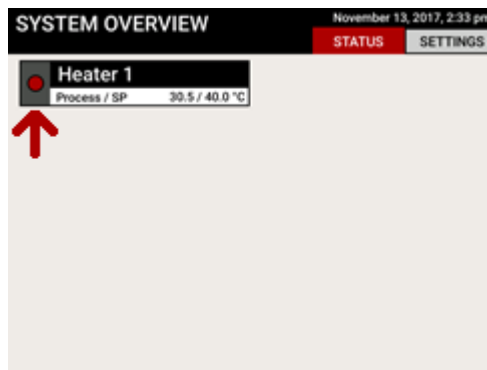 SYSTEM OVERVIEW
November 13, 2017, 2:33 pm
STATUS
SETTINGS
Heater 1
Process / SP 30.5 / 40.0 °C